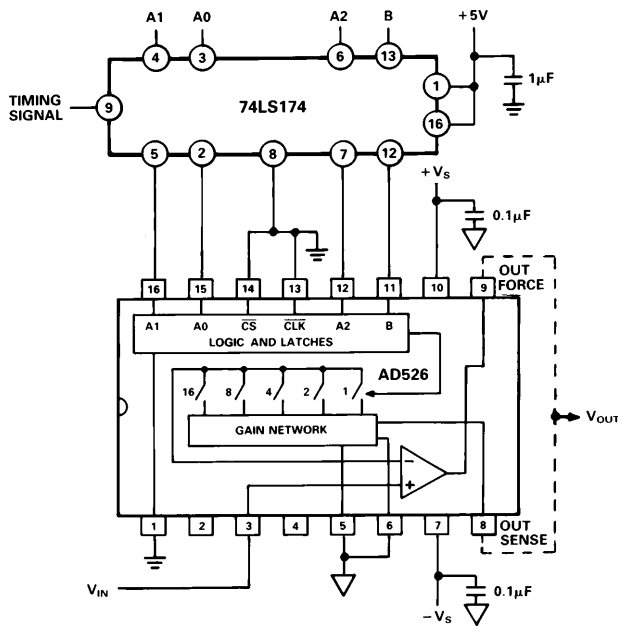 A1 A0 A2 B +5V
4 3 6 13
1 1μF
TIMING SIGNAL 9 74LS174
16
5 2 8 7 12
+VS
0.1μF
16 15 14 13 12 11 10 9 OUT FORCE
A1 A0 CS CLK A2 B
LOGIC AND LATCHES
AD526
16 8 4 2 1
GAIN NETWORK
VOUT
−
+
1 2 3 4 5 6 7 8 OUT SENSE
VIN
0.1μF
−VS